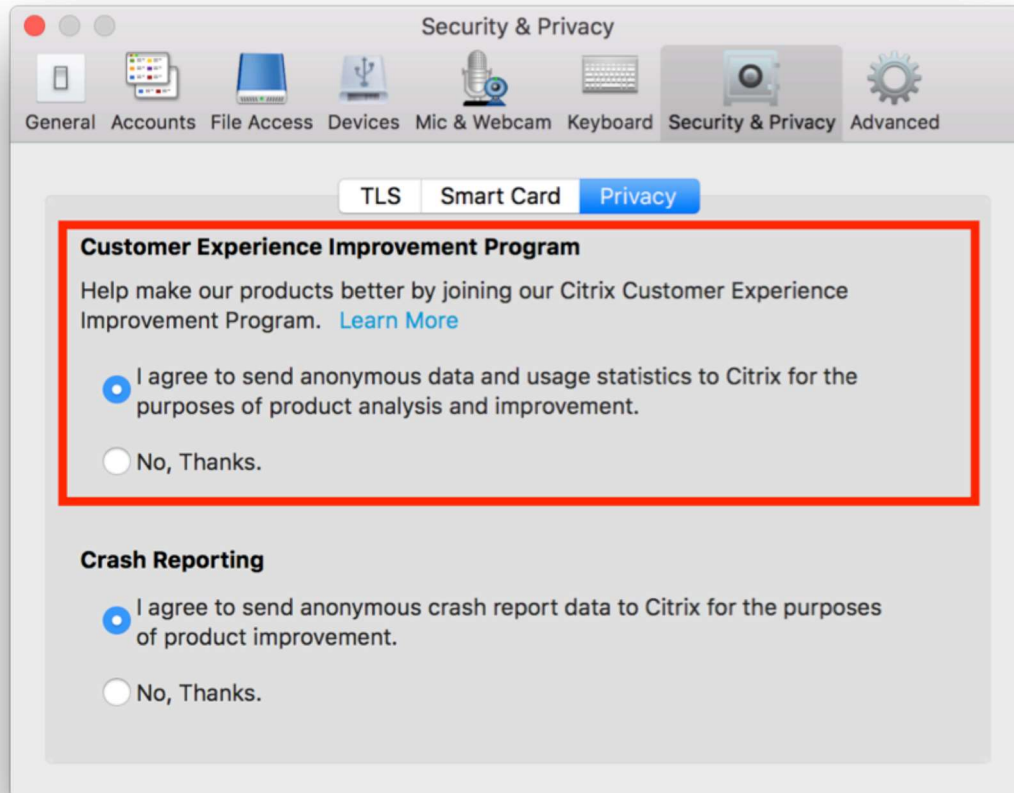 Security & Privacy
General Accounts File Access Devices Mic & Webcam Keyboard Security & Privacy Advanced
TLS Smart Card Privacy
Customer Experience Improvement Program
Help make our products better by joining our Citrix Customer Experience
Improvement Program. Learn More
I agree to send anonymous data and usage statistics to Citrix for the
purposes of product analysis and improvement.
No, Thanks.
Crash Reporting
I agree to send anonymous crash report data to Citrix for the purposes
of product improvement.
No, Thanks.